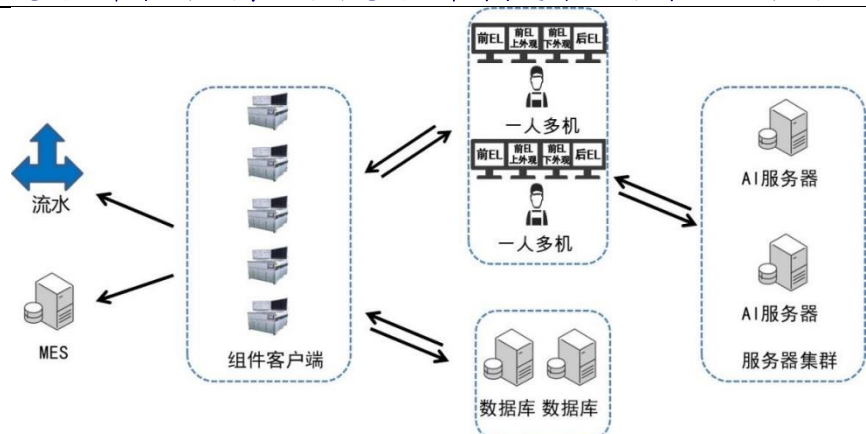 前EL 前EL上外观 前EL下外观 后EL
一人多机
前EL 前EL上外观 前EL下外观 后EL
一人多机
流水
MES
组件客户端
数据库 数据库
AI服务器
AI服务器
服务器集群